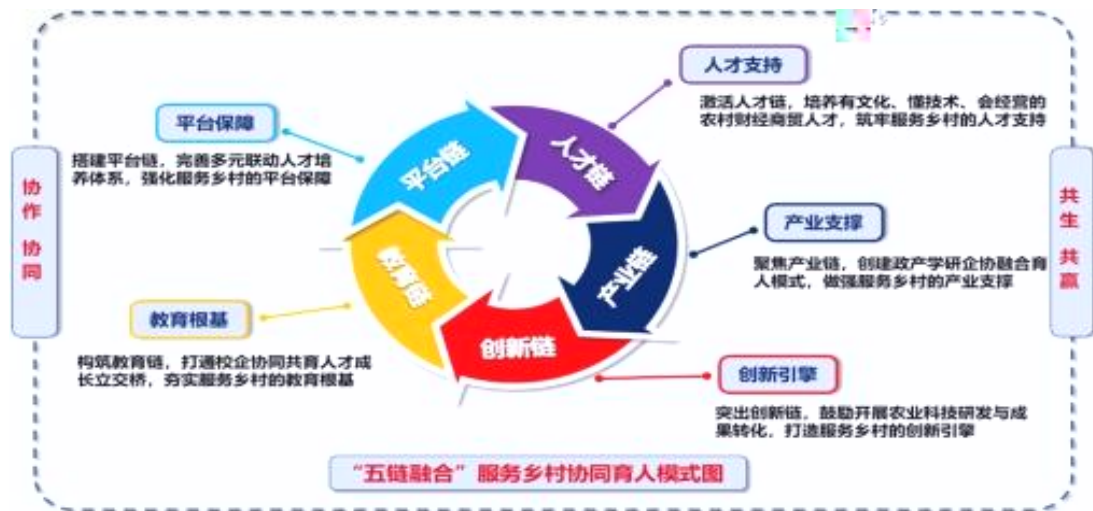 人才支持
激活人才链，培养有文化、懂技术、会经营的
农村财经商贸人才，筑牢服务乡村的人才支持
平台保障
搭建平台链，完善多元联动人才培
养体系，强化服务乡村的平台保障
平台链
人才链
协作 协同
共生 共赢
产业支撑
聚焦产业链，创建政产学研企协融合育
人模式，做强服务乡村的产业支撑
教育链
产业链
创新链
教育根基
构筑教育链，打通校企协同共育人才成
长立交桥，夯实服务乡村的教育根基
创新引擎
突出创新链，鼓励开展农业科技研发与成
果转化，打造服务乡村的创新引擎
“五链融合”服务乡村协同育人模式图